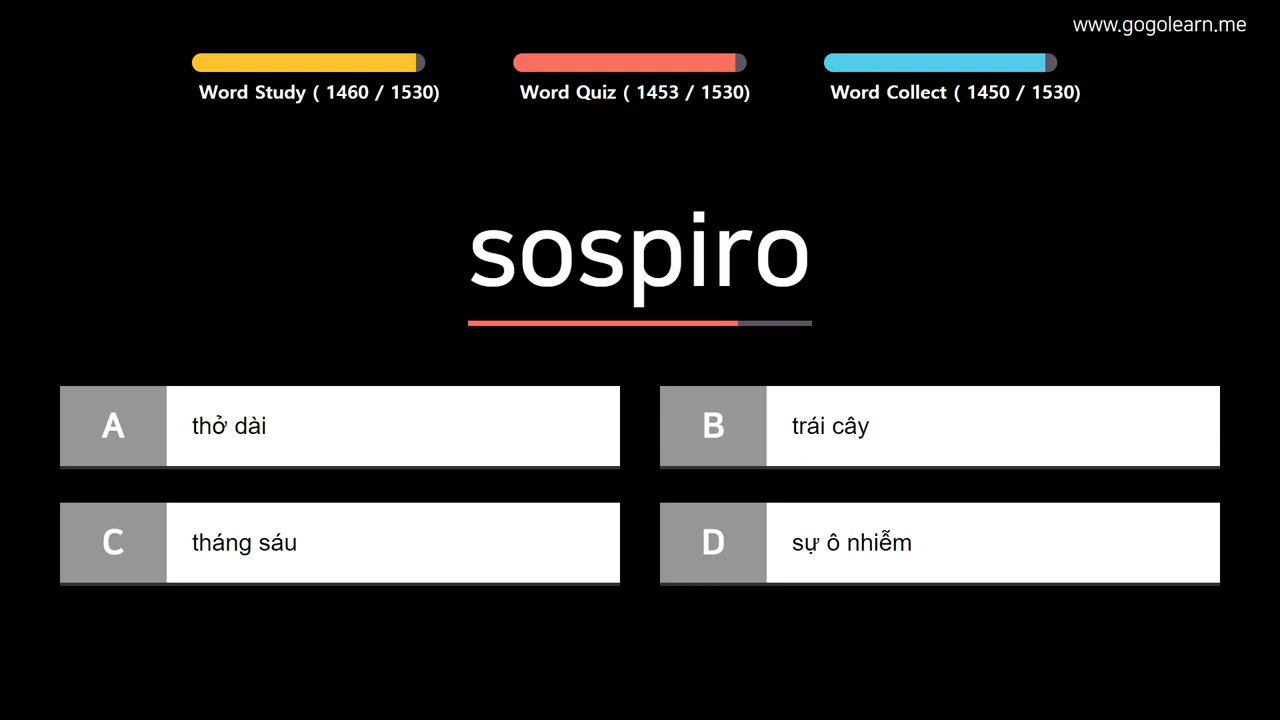 www.gogolearn.me
Word Study ( 1460 / 1530)
Word Quiz ( 1453 / 1530)
Word Collect ( 1450 / 1530)
sospiro
A thở dài
B trái cây
C tháng sáu
D sự ô nhiễm